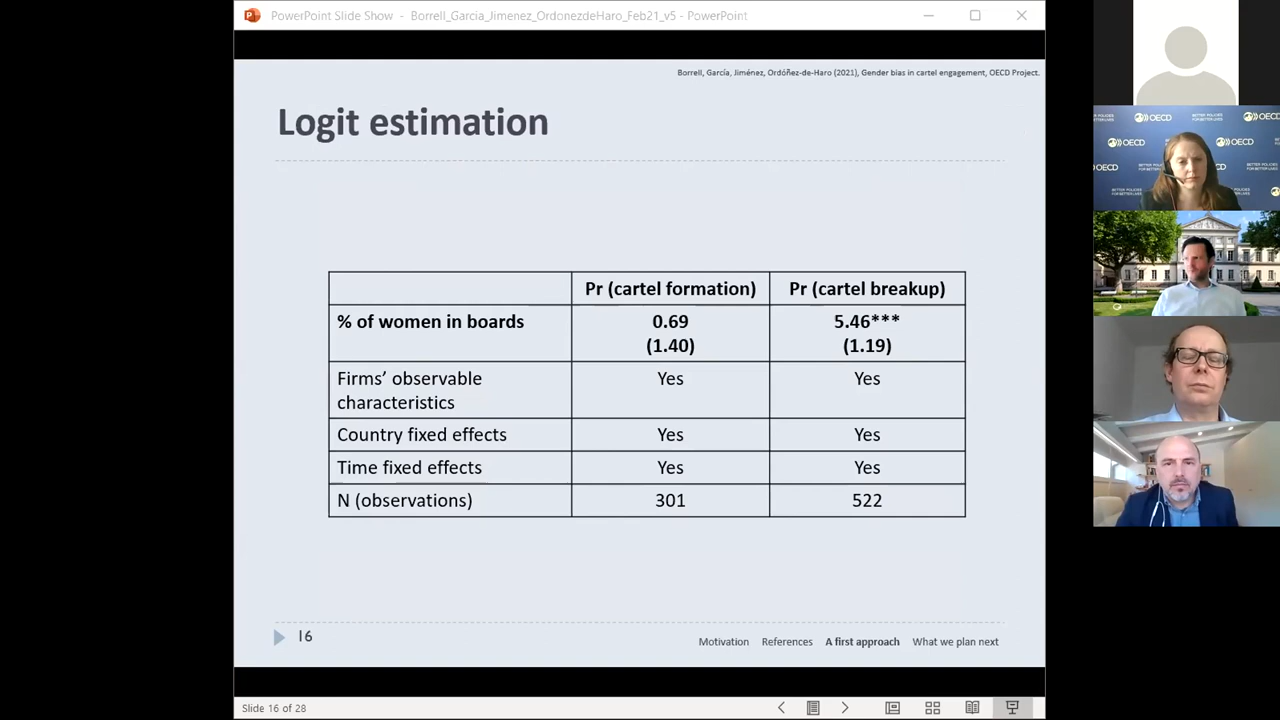 PowerPoint Slide Show - Borrell_Garcia_Jimenez_OrdonezdeHaro_Feb21_v5 - PowerPoint
Borrell, García, Jiménez, Ordóñez-de-Haro (2021), Gender bias in cartel engagement, OECD Project.
Logit estimation
Pr (cartel formation) Pr (cartel breakup)
% of women in boards 0.69 5.46***
(1.40) (1.19)
Firms' observable Yes Yes
characteristics
Country fixed effects Yes Yes
Time fixed effects Yes Yes
N (observations) 301 522
16
Motivation References A first approach What we plan next
Slide 16 of 28
OECD
OECD
OECD
OECD
OECD
BETTER POLICIES
FOR BETTER LIVES